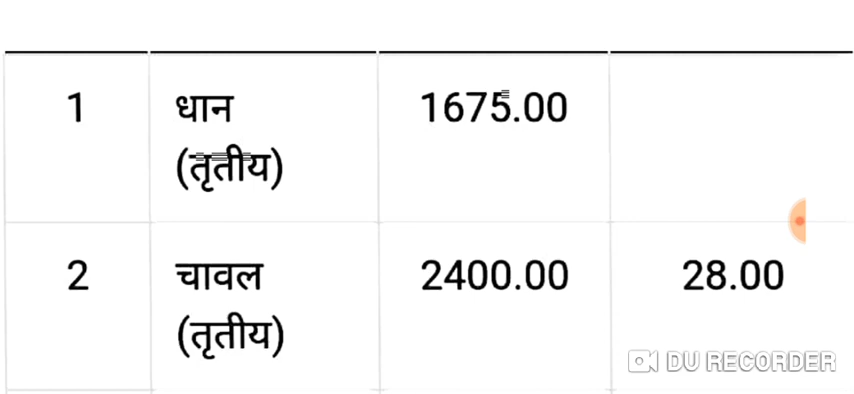 1 धान 1675.00
(तृतीय)
2 चावल 2400.00 28.00
(तृतीय)
DU RECORDER